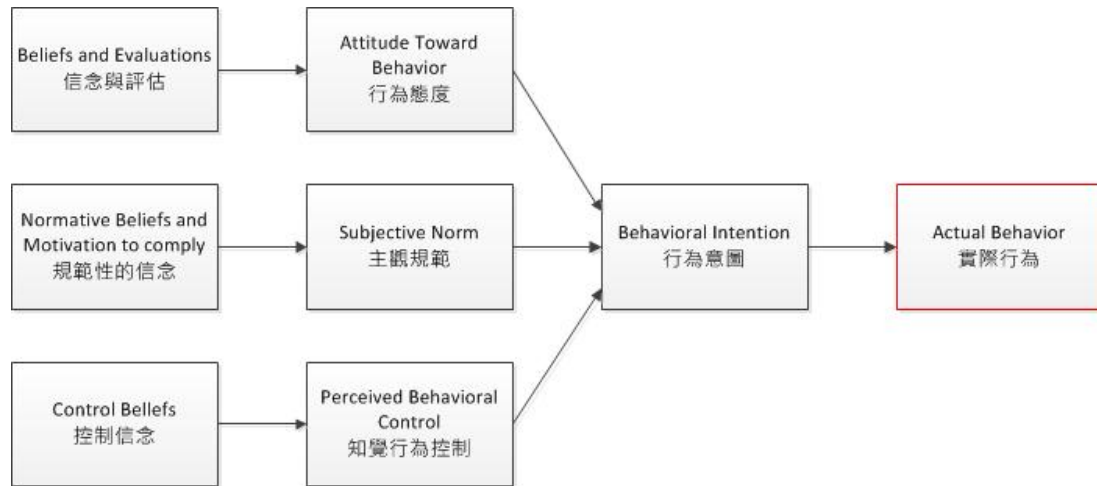 Beliefs and Evaluations
信念與評估
Attitude Toward
Behavior
行為態度
Normative Beliefs and
Motivation to comply
規範性的信念
Subjective Norm
主觀規範
Behavioral Intention
行為意圖
Actual Behavior
實際行為
Control Bellefs
控制信念
Perceived Behavioral
Control
知覺行為控制